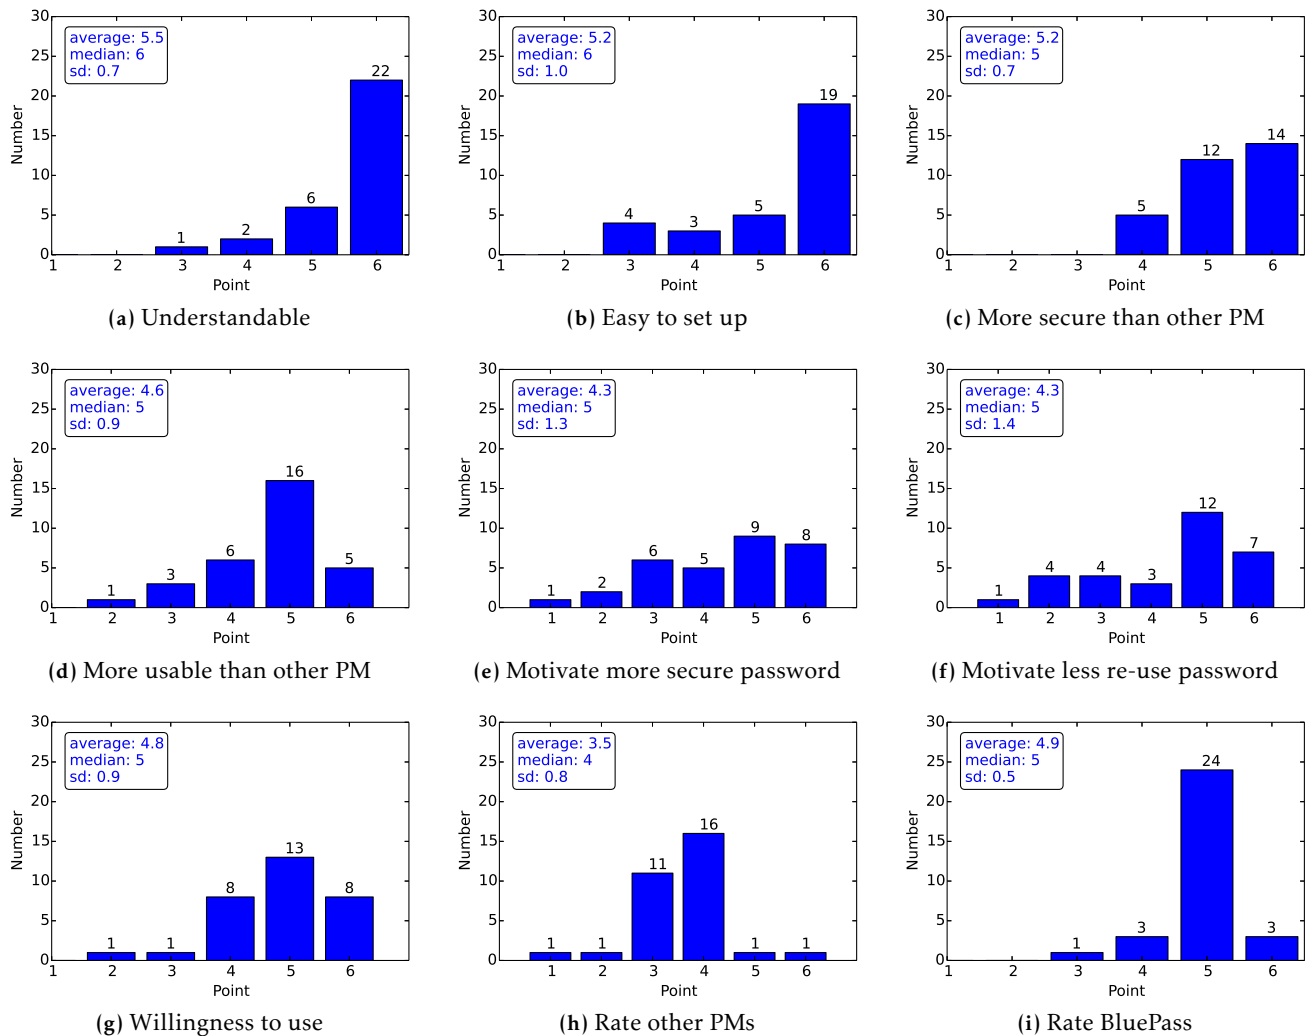 30
25
20
15
10
5
0
Number
average: 5.5
median: 6
sd: 0.7
1
2
6
22
1 2 3 4 5 6
Point
(a) Understandable
30
25
20
15
10
5
0
Number
average: 5.2
median: 6
sd: 1.0
4
3
5
19
1 2 3 4 5 6
Point
(b) Easy to set up
30
25
20
15
10
5
0
Number
average: 5.2
median: 5
sd: 0.7
5
12
14
1 2 3 4 5 6
Point
(c) More secure than other PM
30
25
20
15
10
5
0
Number
average: 4.6
median: 5
sd: 0.9
1
3
6
16
5
1 2 3 4 5 6
Point
(d) More usable than other PM
30
25
20
15
10
5
0
Number
average: 4.3
median: 5
sd: 1.3
1
2
6
5
9
8
1 2 3 4 5 6
Point
(e) Motivate more secure password
30
25
20
15
10
5
0
Number
average: 4.3
median: 5
sd: 1.4
1
4
4
3
12
7
1 2 3 4 5 6
Point
(f) Motivate less re-use password
30
25
20
15
10
5
0
Number
average: 4.8
median: 5
sd: 0.9
1
1
8
13
8
1 2 3 4 5 6
Point
(g) Willingness to use
30
25
20
15
10
5
0
Number
average: 3.5
median: 4
sd: 0.8
1
1
11
16
1
1
1 2 3 4 5 6
Point
(h) Rate other PMs
30
25
20
15
10
5
0
Number
average: 4.9
median: 5
sd: 0.5
1
3
24
3
1 2 3 4 5 6
Point
(i) Rate BluePass